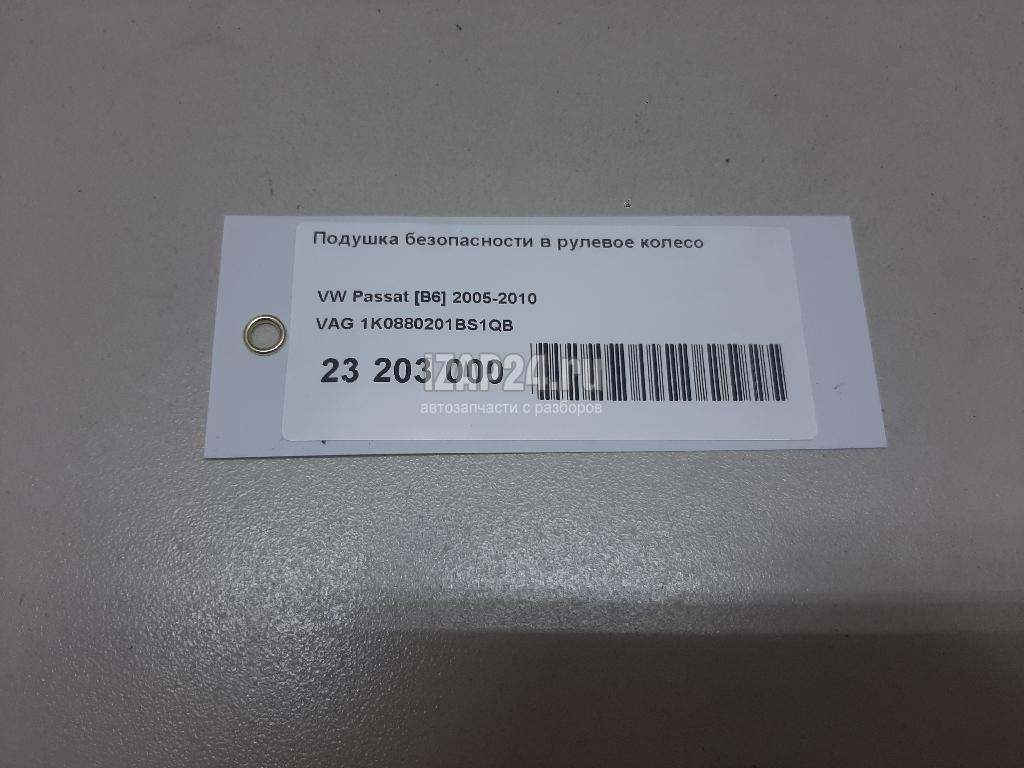 Подушка безопасности в рулевое колесо
VW Passat [B6] 2005-2010
VAG 1K0880201BS1QB
23 203 000
iZAP24.ru
автозапчасти с разборов